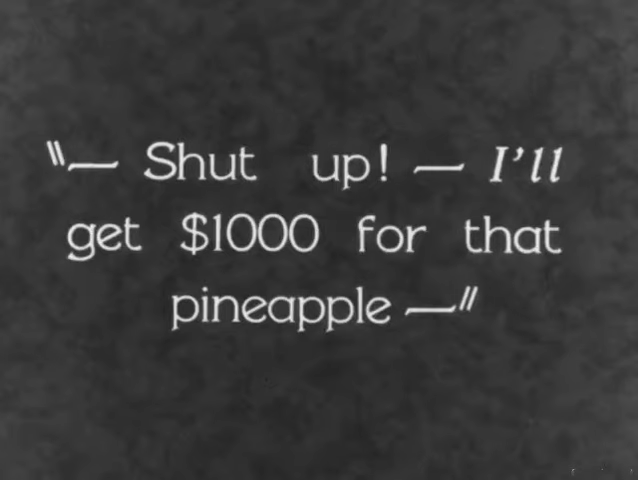 "— Shut up! — I'll
get $1000 for that
pineapple —"